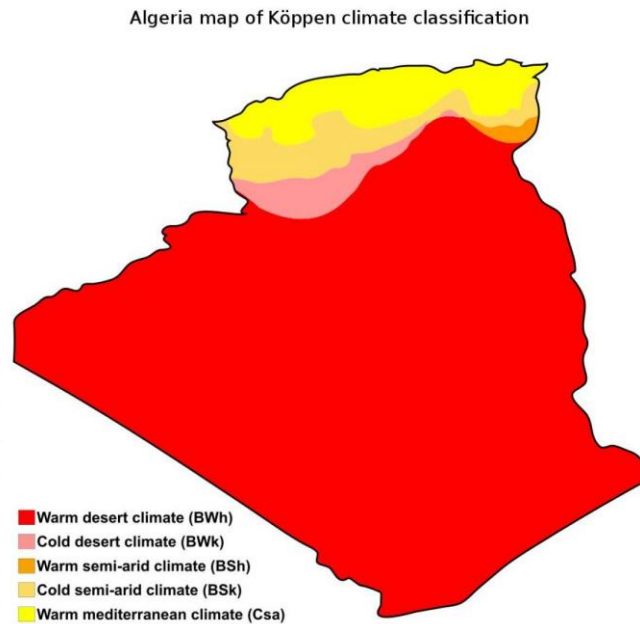 Algeria map of Köppen climate classification
Warm desert climate (BWh)
Cold desert climate (BWk)
Warm semi-arid climate (BSh)
Cold semi-arid climate (BSk)
Warm mediterranean climate (Csa)